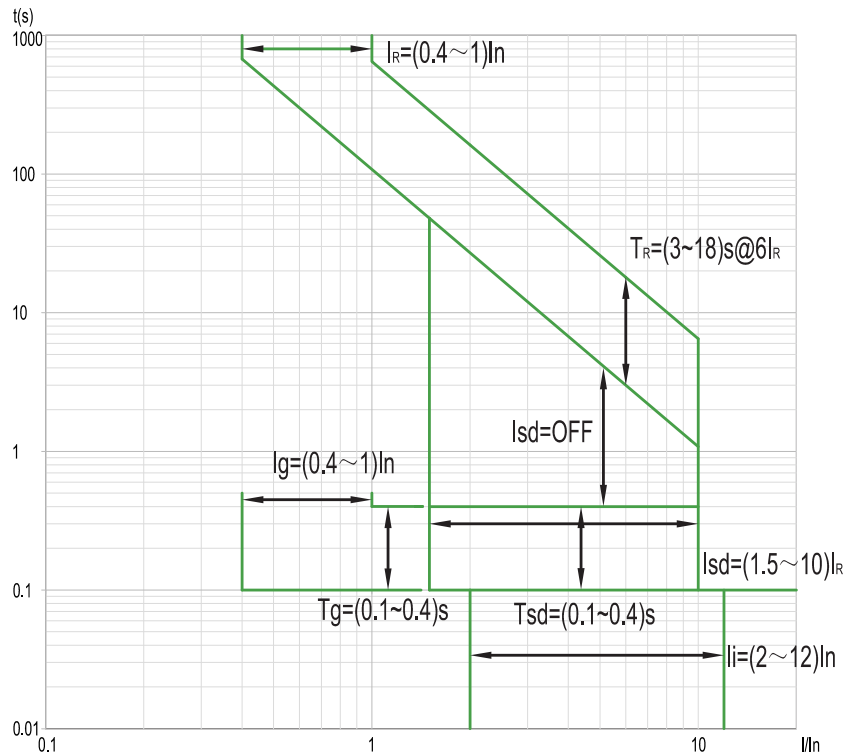 t(s)
1000
IR=(0.4～1)In
100
TR=(3~18)s@6IR
10
Isd=OFF
1
Ig=(0.4～1)In
Isd=(1.5～10)IR
0.1
Tg=(0.1~0.4)s
Tsd=(0.1~0.4)s
Ii=(2～12)In
0.01
0.1
1
10
I/In